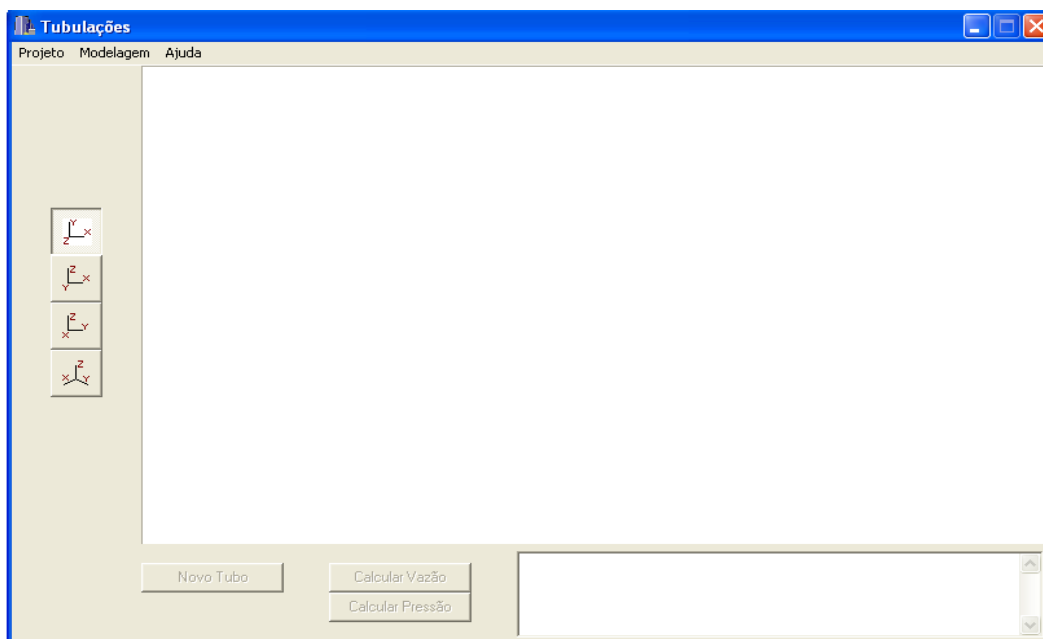 Tubulações
Projeto Modelagem Ajuda
Y
X
Z
Z
X
Y
Z
Y
X
Z
X
Y
Novo Tubo
Calcular Vazão
Calcular Pressão